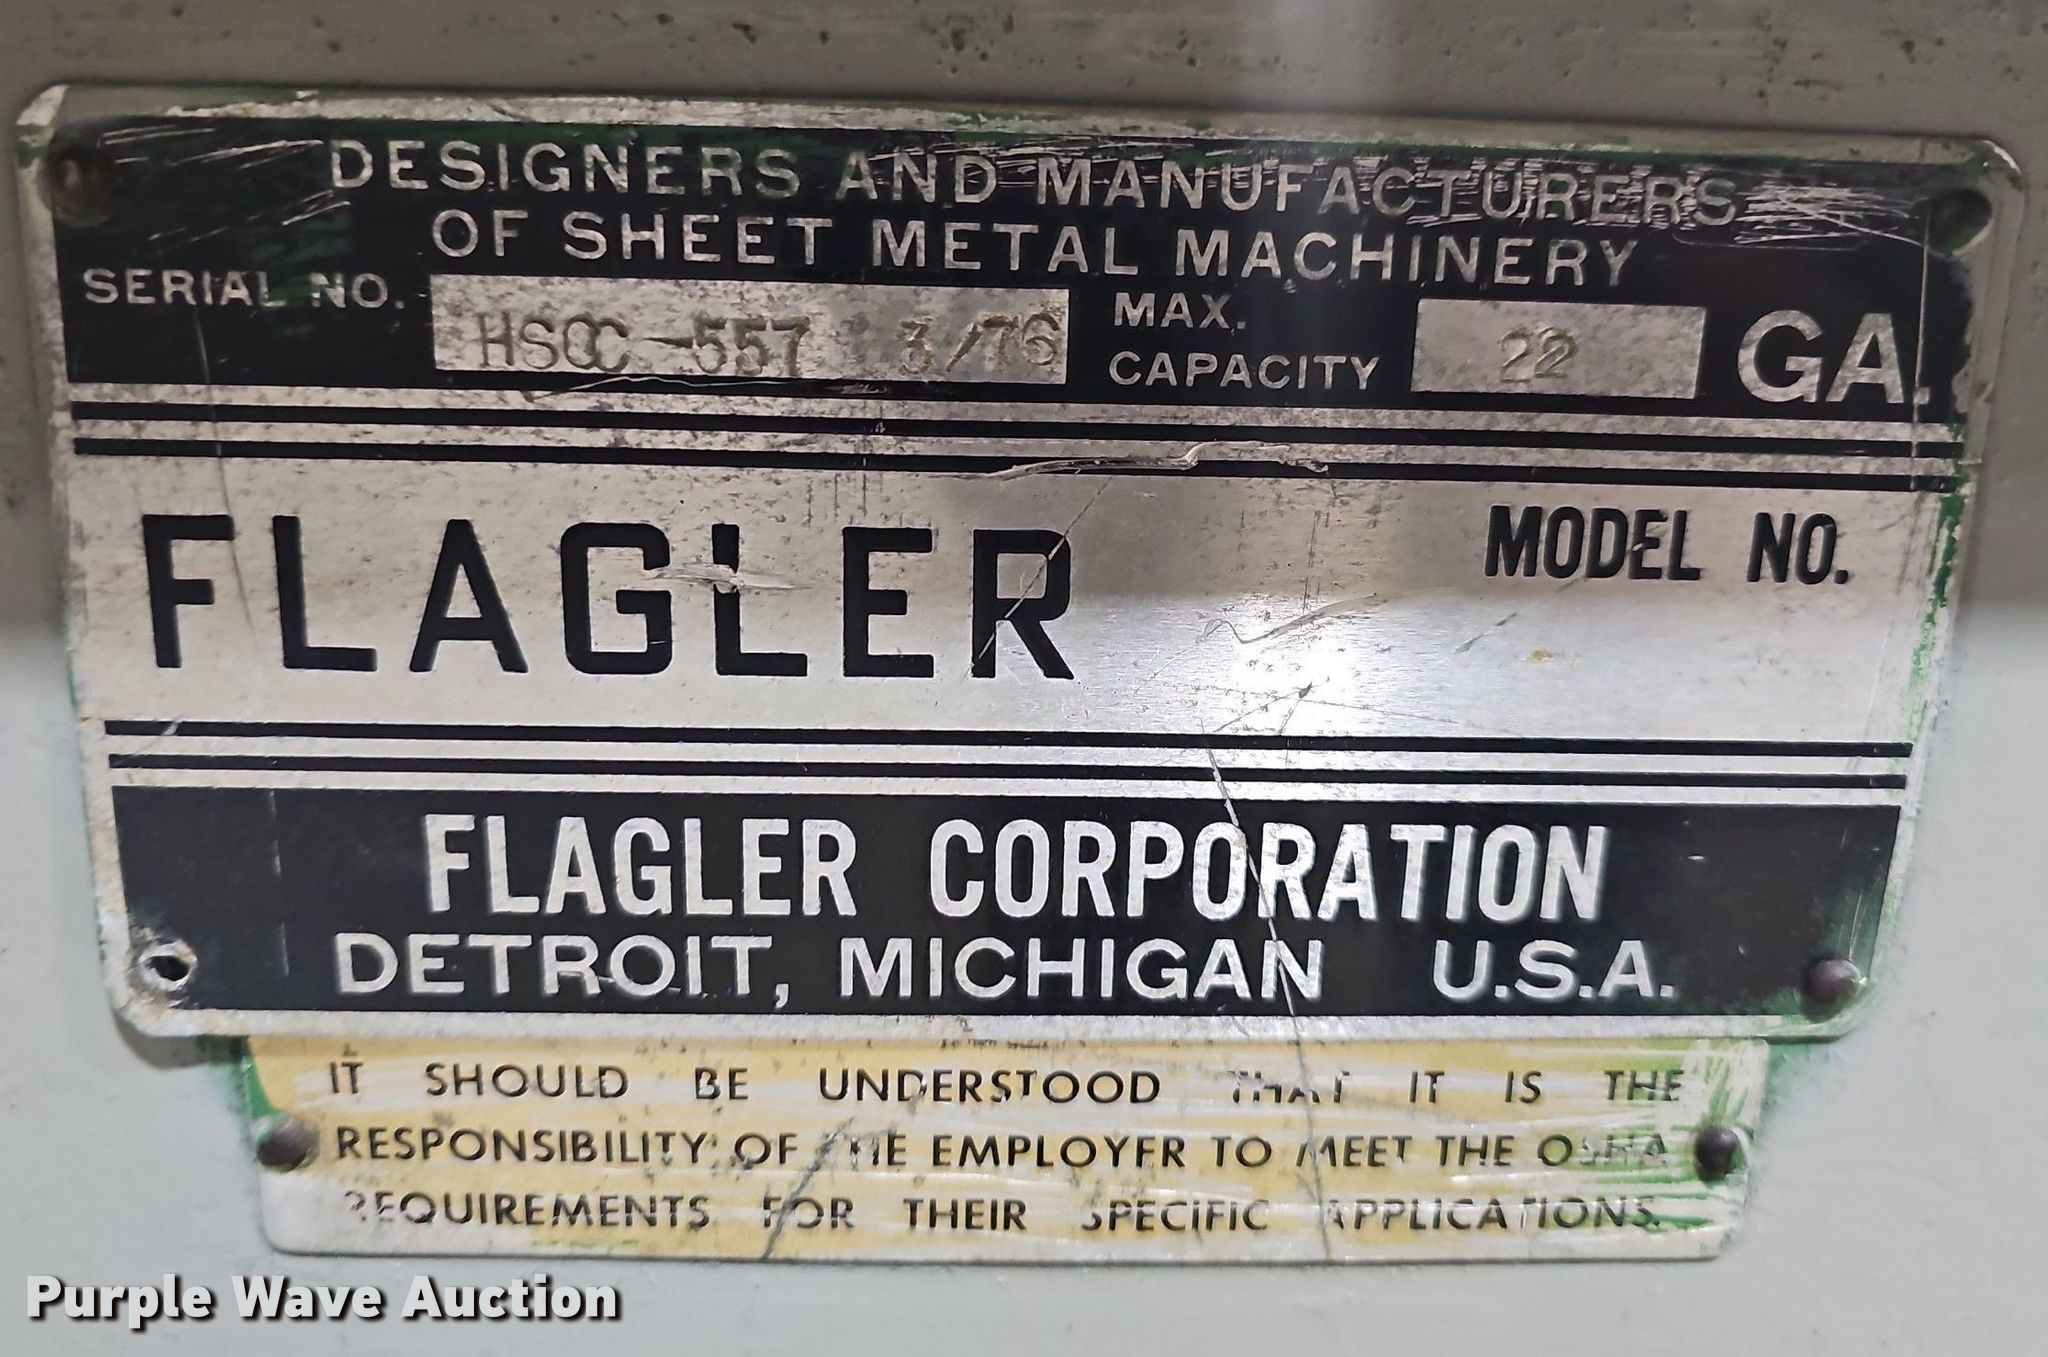 DESIGNERS AND MANUFACTURERS
OF SHEET METAL MACHINERY
SERIAL NO. HSCC-557 3/76 MAX. CAPACITY 22 GA.
FLAGLER MODEL NO.
FLAGLER CORPORATION
DETROIT, MICHIGAN U.S.A.
IT SHOULD BE UNDERSTOOD THAT IT IS THE
RESPONSIBILITY OF THE EMPLOYER TO MEET THE OSHA
REQUIREMENTS FOR THEIR SPECIFIC APPLICATIONS.
Purple Wave Auction